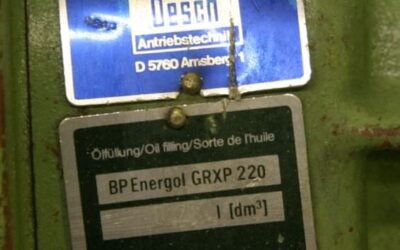 Desch
Antriebstechnik
D 5760 Arnsberg 1
Ölfüllung/Oil filling/Sorte de l'huile
BP Energol GRXP 220
l [dm³]